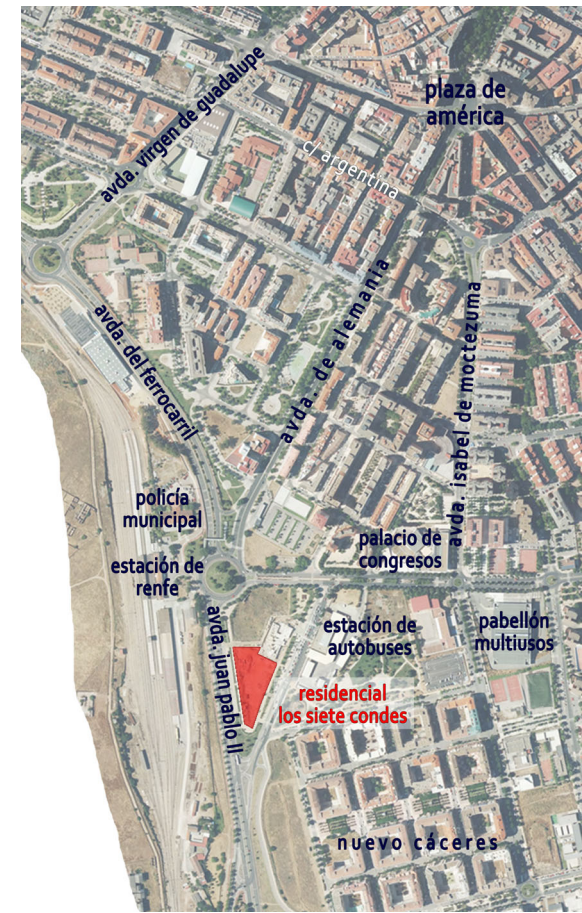 avda. virgen de guadalupe
plaza de
américa
c/ argentina
avda. de alemania
avda. isabel de moctezuma
avda. del ferrocarril
policía
municipal
palacio de
congresos
estación de
renfe
avda. juan pablo II
estación de
autobuses
pabellón
multiusos
residencial
los siete condes
nuevo cáceres